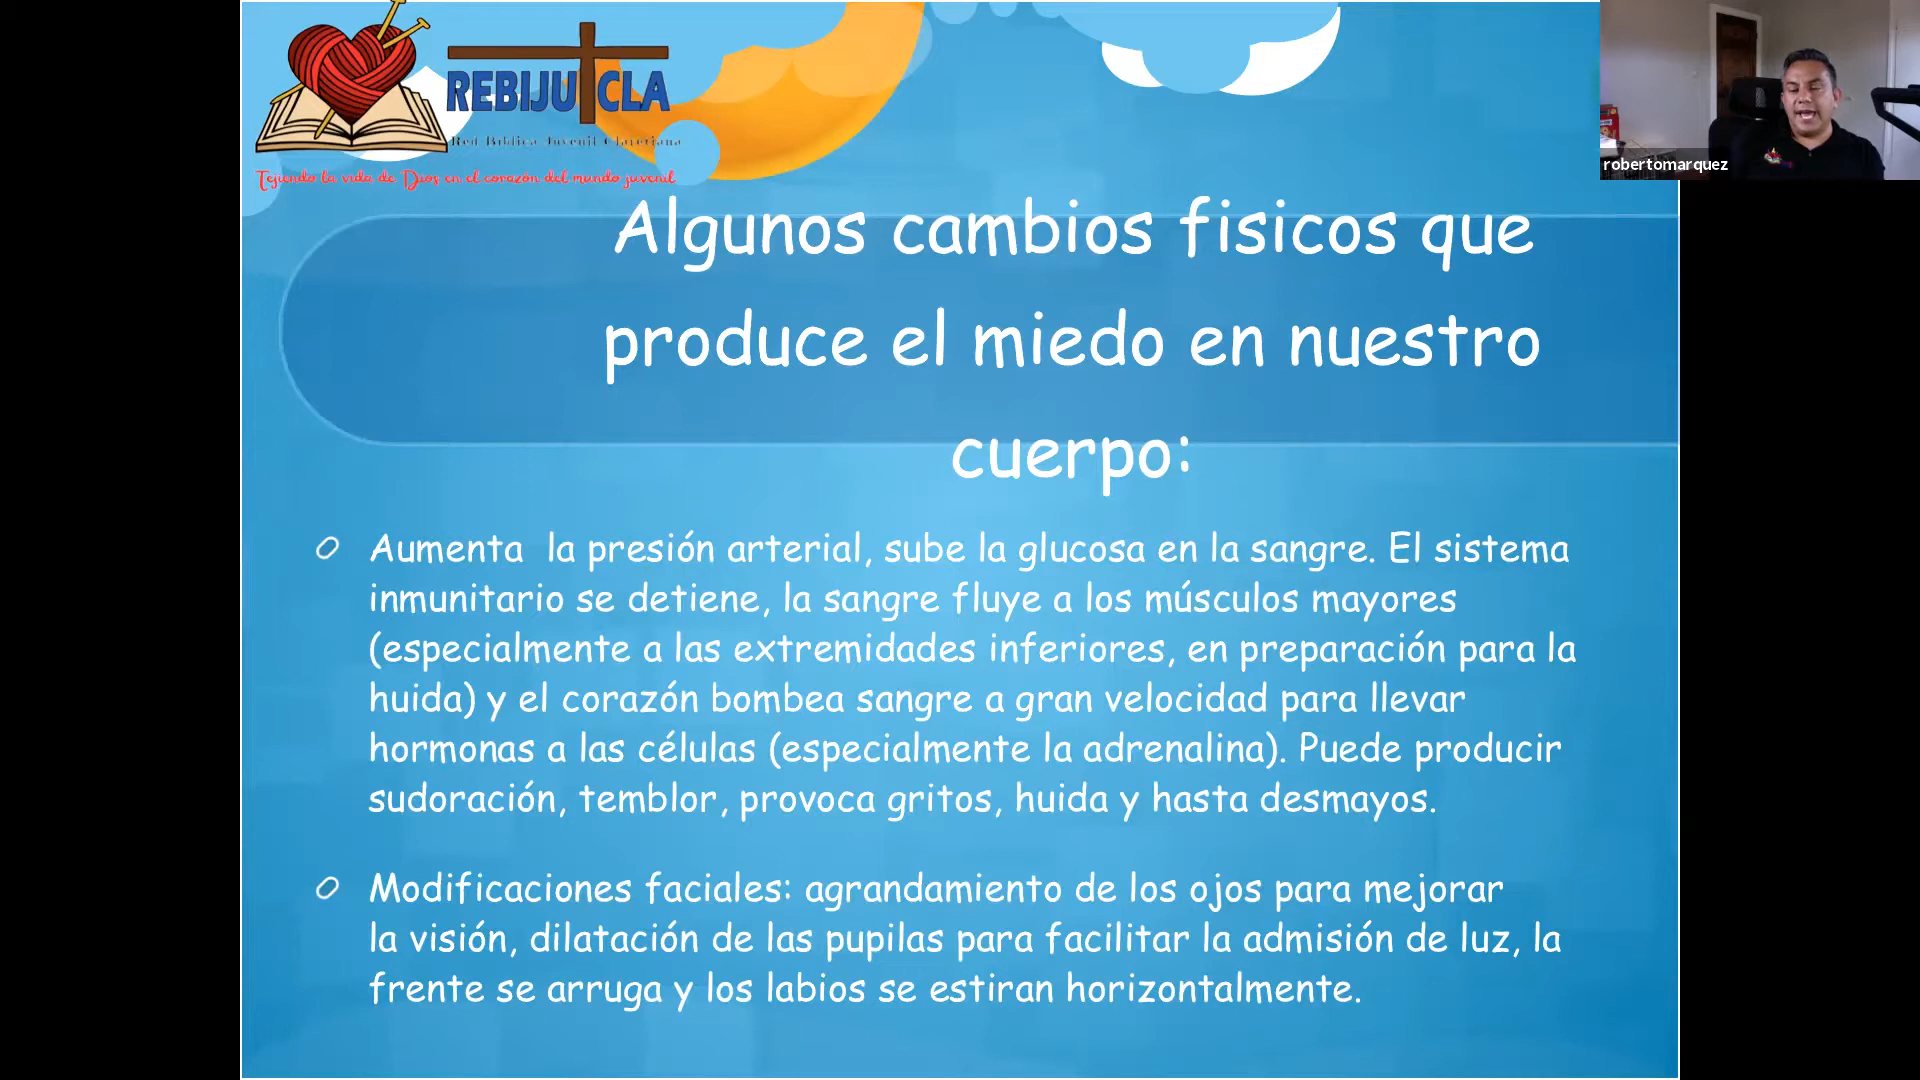 REBIJUTCLA
Red Bíblica Juvenil Claretiana
Tejiendo la vida de Dios en el corazón del mundo juvenil
robertomarquez
Algunos cambios fisicos que
produce el miedo en nuestro
cuerpo:
Aumenta la presión arterial, sube la glucosa en la sangre. El sistema
inmunitario se detiene, la sangre fluye a los músculos mayores
(especialmente a las extremidades inferiores, en preparación para la
huida) y el corazón bombea sangre a gran velocidad para llevar
hormonas a las células (especialmente la adrenalina). Puede producir
sudoración, temblor, provoca gritos, huida y hasta desmayos.
Modificaciones faciales: agrandamiento de los ojos para mejorar
la visión, dilatación de las pupilas para facilitar la admisión de luz, la
frente se arruga y los labios se estiran horizontalmente.